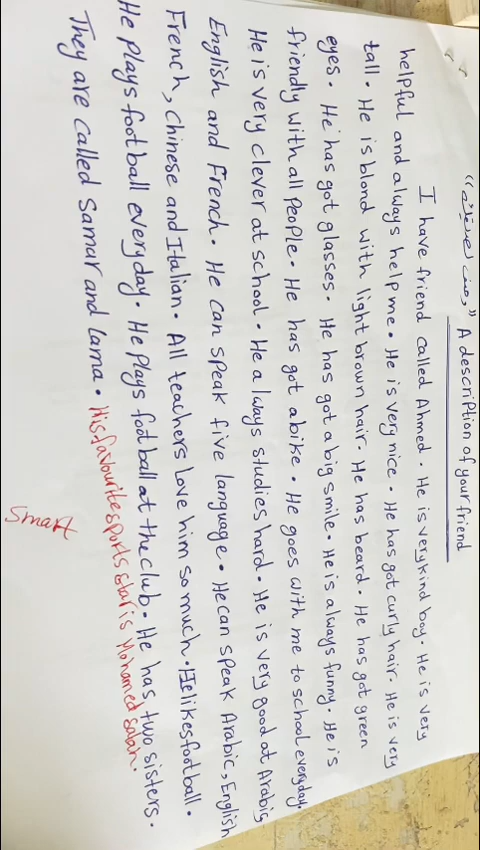 "وصف لصديقك" A description of your friend
I have friend called Ahmed. He is verykind boy. He is very
helpful and always help me. He is very nice. He has got curly hair. He is very
tall. He is blond with light brown hair. He has beard. He has got green
eyes. He has got glasses. He has got a big smile. He is always funny. He is
friendly with all people. He has got a bike. He goes with me to school everyday.
He is very clever at school. He always studies hard. He is very good at Arabic,
English and French. He can speak five language. He can speak Arabic, English
French, Chinese and Italian. All teachers love him so much. He likes football.
He plays football everyday. He plays football at the club. He has two sisters.
They are called Samar and Lama. His favourite sports star is Mohamed Salah.
Smart